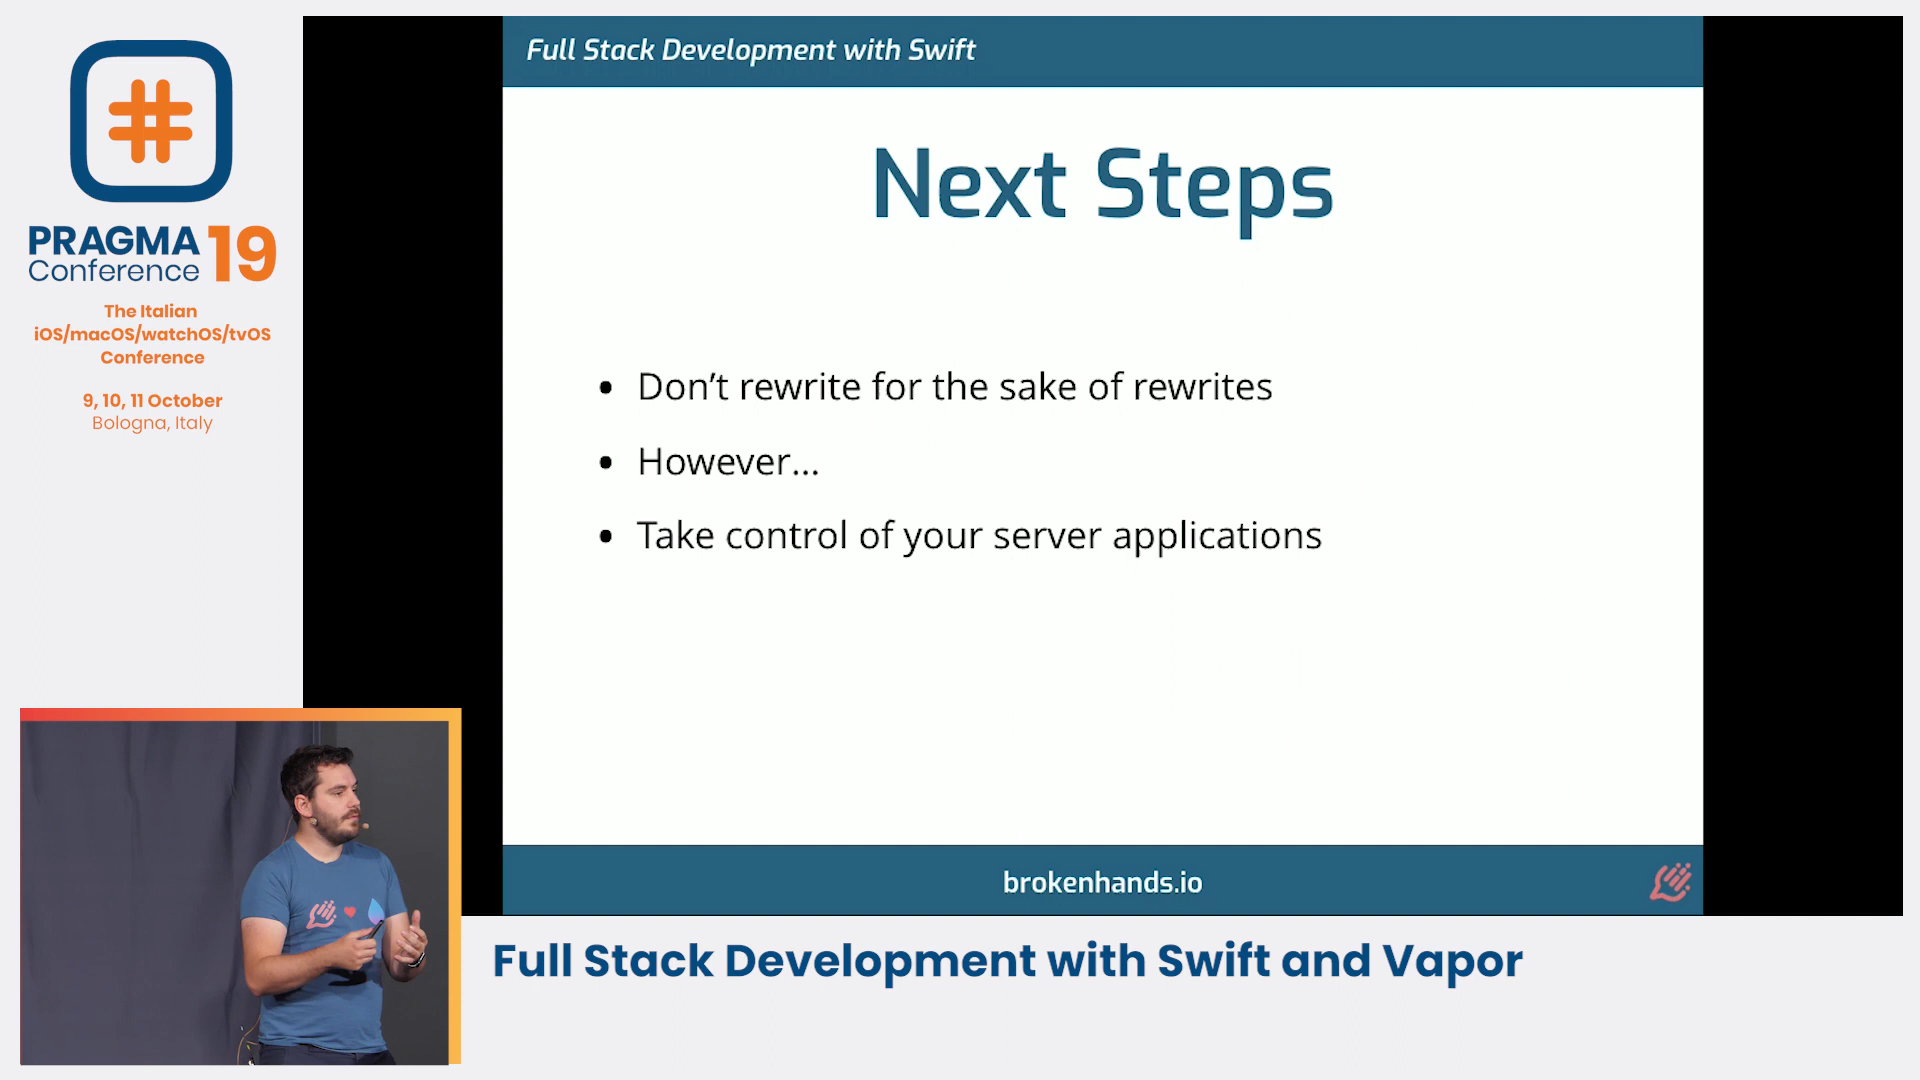 PRAGMA 19
Conference
The Italian
iOS/macOS/watchOS/tvOS
Conference
9, 10, 11 October
Bologna, Italy
Full Stack Development with Swift
Next Steps
• Don’t rewrite for the sake of rewrites
• However...
• Take control of your server applications
brokenhands.io
Full Stack Development with Swift and Vapor